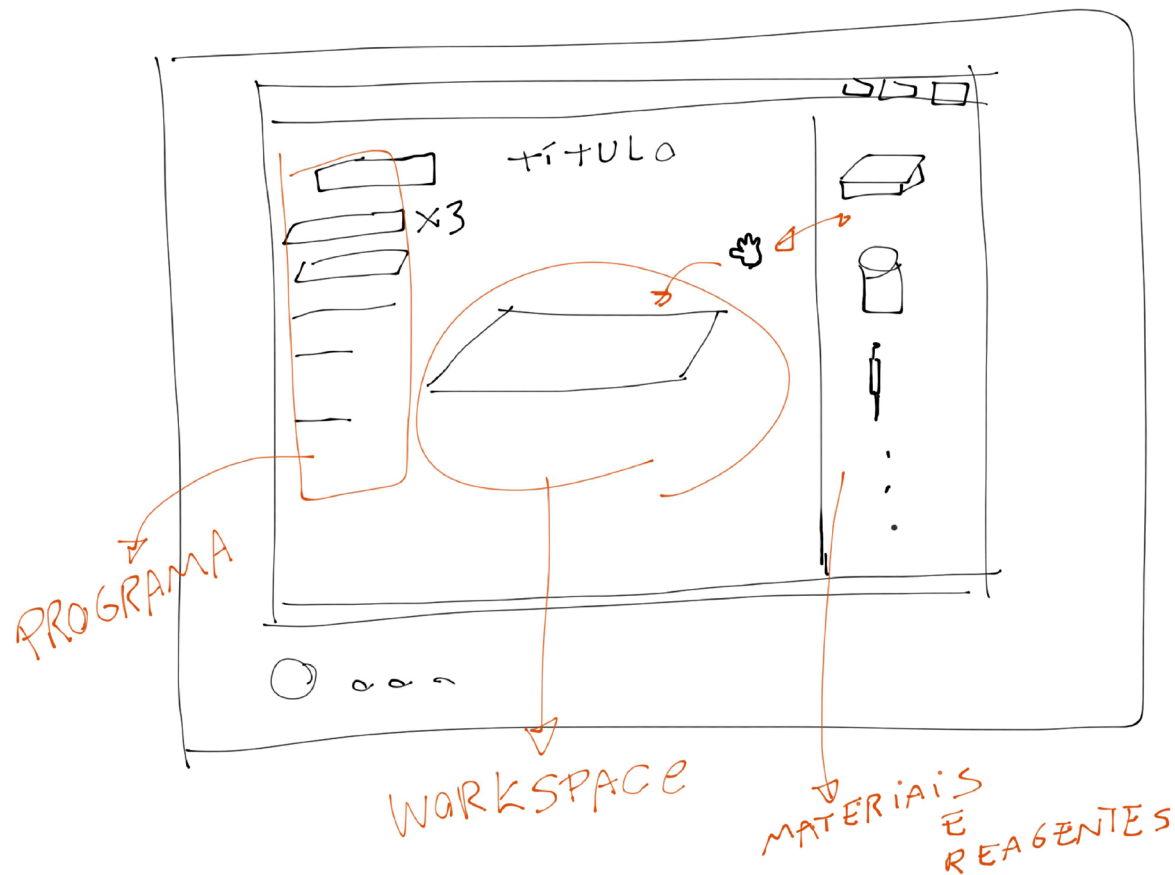 TÍTULO
x3
PROGRAMA
WORKSPACE
MATERIAIS
E
REAGENTES